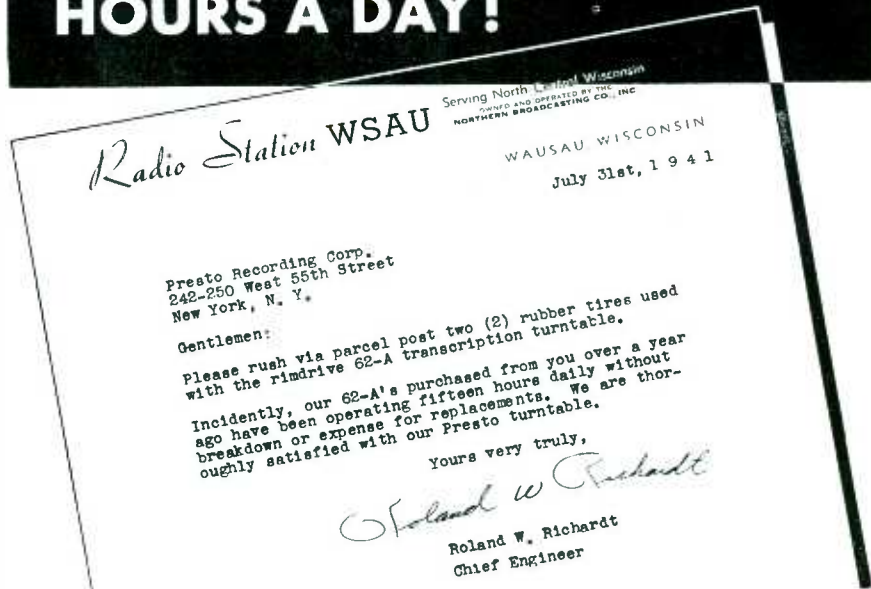 HOURS A DAY!
Radio Station WSAU
Serving North Central Wisconsin
OWNED AND OPERATED BY THE
NORTHERN BROADCASTING CO., INC
WAUSAU WISCONSIN
July 31st, 1 9 4 1
Presto Recording Corp.
242-250 West 55th Street
New York, N. Y.
Gentlemen:
Please rush via parcel post two (2) rubber tires used
with the rimdrive 62-A transcription turntable.
Incidently, our 62-A's purchased from you over a year
ago have been operating fifteen hours daily without
breakdown or expense for replacements. We are thor-
oughly satisfied with our Presto turntable.
Yours very truly,
Roland W Richardt
Roland W. Richardt
Chief Engineer